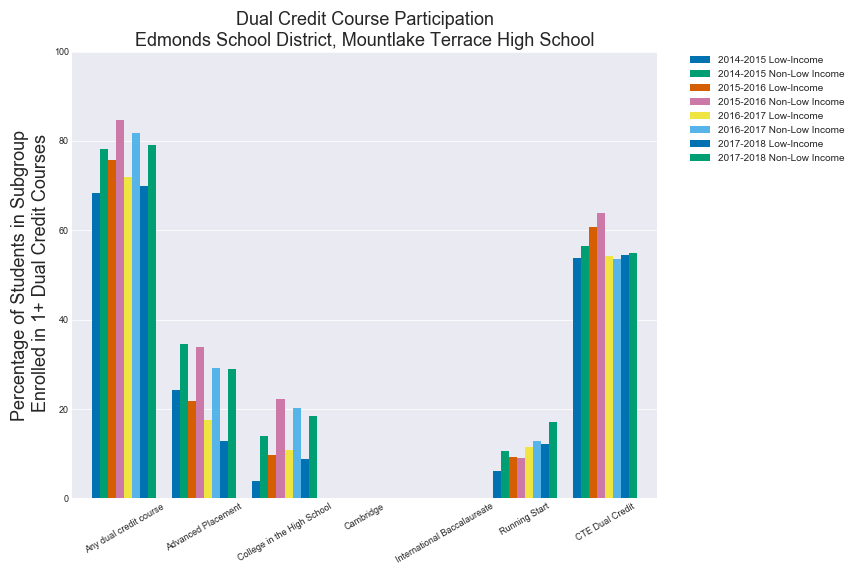 Dual Credit Course Participation
Edmonds School District, Mountlake Terrace High School
Percentage of Students in Subgroup
Enrolled in 1+ Dual Credit Courses
100
80
60
40
20
0
Any dual credit course
Advanced Placement
College in the High School
Cambridge
International Baccalaureate
Running Start
CTE Dual Credit
2014-2015 Low-Income
2014-2015 Non-Low Income
2015-2016 Low-Income
2015-2016 Non-Low Income
2016-2017 Low-Income
2016-2017 Non-Low Income
2017-2018 Low-Income
2017-2018 Non-Low Income